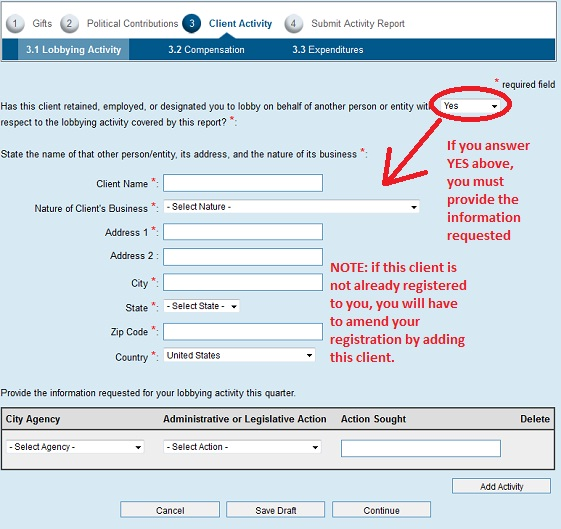 1 Gifts 2 Political Contributions 3 Client Activity 4 Submit Activity Report
3.1 Lobbying Activity 3.2 Compensation 3.3 Expenditures
* required field
Has this client retained, employed, or designated you to lobby on behalf of another person or entity with Yes
respect to the lobbying activity covered by this report? *:
If you answer
YES above,
you must
provide the
information
requested
State the name of that other person/entity, its address, and the nature of its business *:
Client Name *:
Nature of Client's Business *: - Select Nature -
Address 1 *:
Address 2 :
City *:
State *: - Select State -
Zip Code *:
Country *: United States
NOTE: if this client is
not already registered
to you, you will have
to amend your
registration by adding
this client.
Provide the information requested for your lobbying activity this quarter.
City Agency Administrative or Legislative Action Action Sought Delete
- Select Agency - - Select Action -
Add Activity
Cancel Save Draft Continue